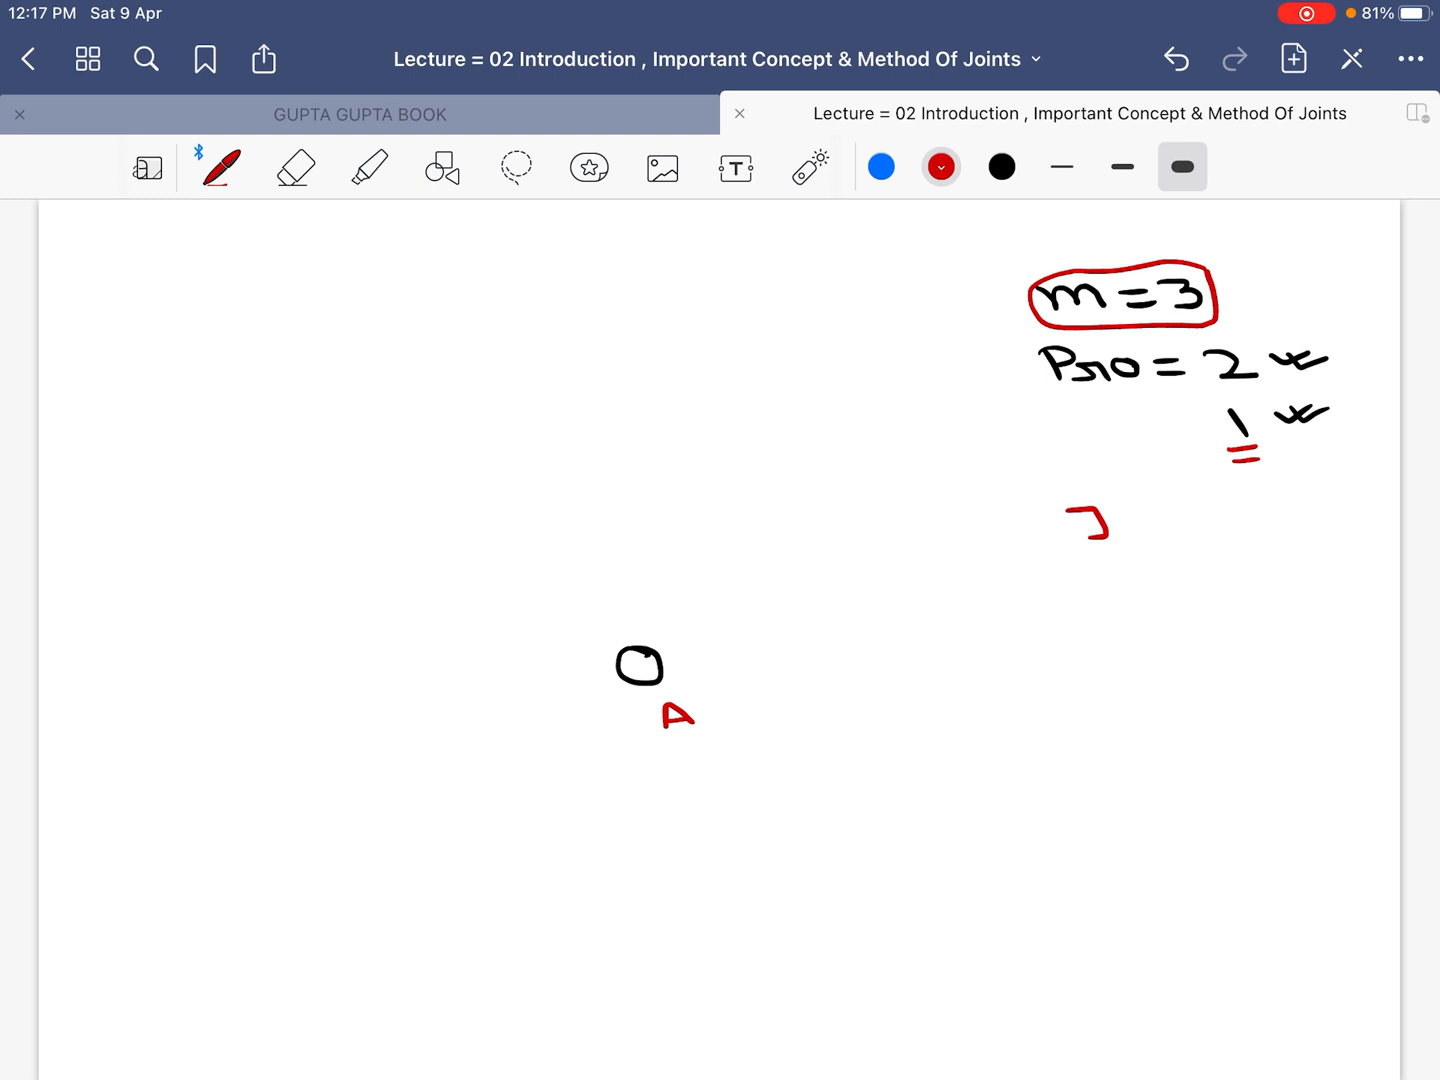 12:17 PM Sat 9 Apr
81%
Lecture = 02 Introduction , Important Concept & Method Of Joints
GUPTA GUPTA BOOK
Lecture = 02 Introduction , Important Concept & Method Of Joints
T
m = 3
Pro = 2
1
A